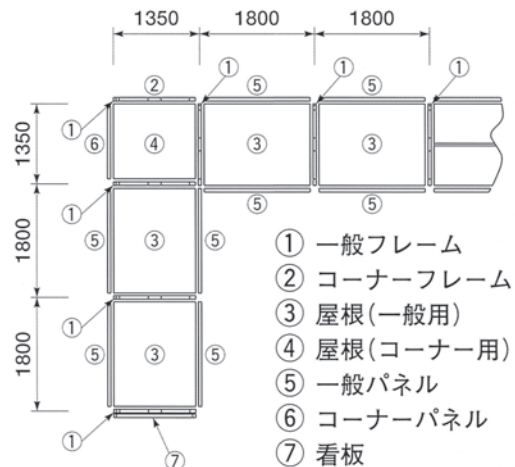 1350 1800 1800
① ② ① ⑤ ① ⑤ ①
① ⑥ ④ ③ ③
1350
① ⑤ ⑤
1800
⑤ ③ ⑤
① 一般フレーム
② コーナーフレーム
③ 屋根(一般用)
① ④ 屋根(コーナー用)
1800
⑤ ③ ⑤ ⑤ 一般パネル
⑥ コーナーパネル
① ⑦ ⑦ 看板